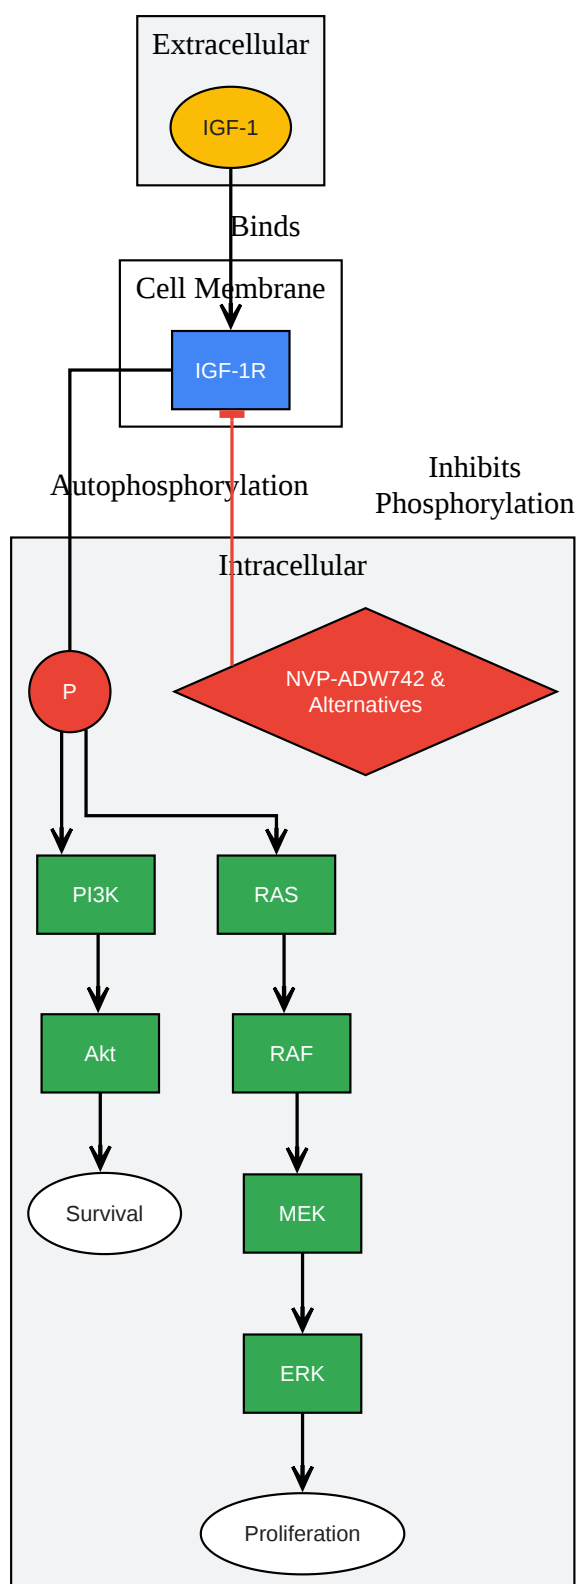 Extracellular
IGF-1
Binds
Cell Membrane
IGF-1R
Autophosphorylation
Inhibits
Phosphorylation
Intracellular
P
NVP-ADW742 &
Alternatives
PI3K
RAS
Akt
RAF
Survival
MEK
ERK
Proliferation